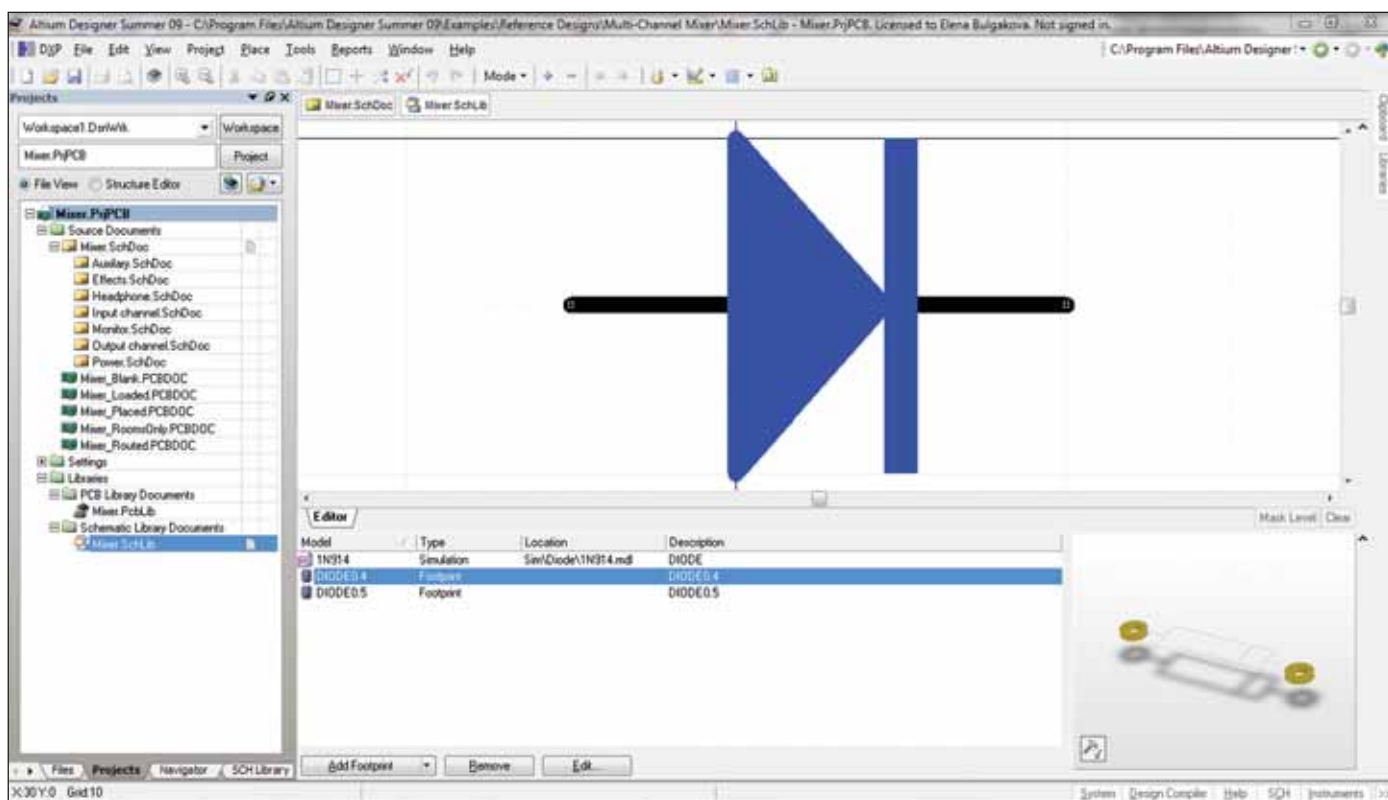 Altium Designer Summer 09 - C:\Program Files\Altium Designer Summer 09\Examples\Reference Designs\Multi-Channel Mixer\Mixer.SchLib - Mixer.PrjPCB. Licensed to Elena Bulgakova. Not signed in.
DXP File Edit View Project Place Tools Reports Window Help
C:\Program Files\Altium Designer
Mode
Projects
Mixer.SchDoc Mixer.SchLib
Workspace1.DsnWrk Workspace
Mixer.PrjPCB Project
File View Structure Editor
Mixer.PrjPCB
Source Documents
Mixer.SchDoc
Auxilary.SchDoc
Effects.SchDoc
Headphone.SchDoc
Input channel.SchDoc
Monitor.SchDoc
Output channel.SchDoc
Power.SchDoc
Mixer_Blank.PCBDOC
Mixer_Loaded.PCBDOC
Mixer_Placed.PCBDOC
Mixer_RoomsOnly.PCBDOC
Mixer_Routed.PCBDOC
Settings
Libraries
PCB Library Documents
Mixer.PcbLib
Schematic Library Documents
Mixer.SchLib
Clipboard
Libraries
Editor
Mask Level Clear
Model Type Location Description
1N914 Simulation Sim\Diode\1N914.mdl DIODE
DIODE0.4 Footprint DIODE0.4
DIODE0.5 Footprint DIODE0.5
Add Footprint Remove Edit...
Files Projects Navigator SCH Library
X:30 Y:0 Grid:10
System Design Compiler Help SCH Instruments >>